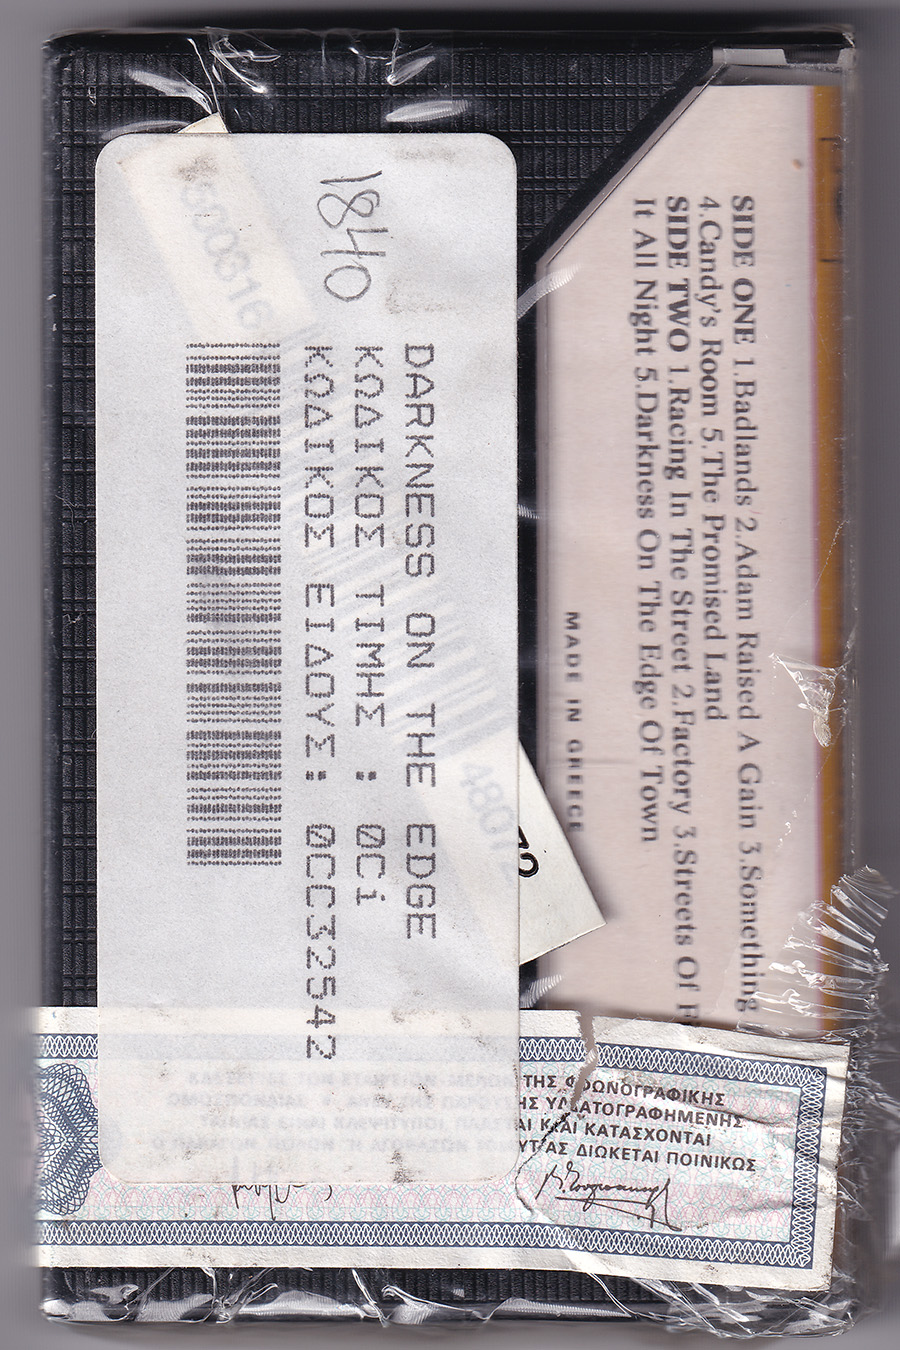 1840
DARKNESS ON THE EDGE
ΚΩΔΙΚΟΣ ΤΙΜΗΣ : 0Ci
ΚΩΔΙΚΟΣ ΕΙΔΟΥΣ: 0CC32542
SIDE ONE 1.Badlands 2.Adam Raised A Gain 3.Something
4.Candy's Room 5.The Promised Land
SIDE TWO 1.Racing In The Street 2.Factory 3.Streets Of
It All Night 5.Darkness On The Edge Of Town
MADE IN GREECE
ΤΗΣ ΦΩΝΟΓΡΑΦΙΚΗΣ
ΗΣ ΥΔΑΤΟΓΡΑΦΗΜΕΝΗΣ
ΑΙ ΚΑΙ ΚΑΤΑΣΧΟΝΤΑΙ
ΔΙΩΚΕΤΑΙ ΠΟΙΝΙΚΩΣ